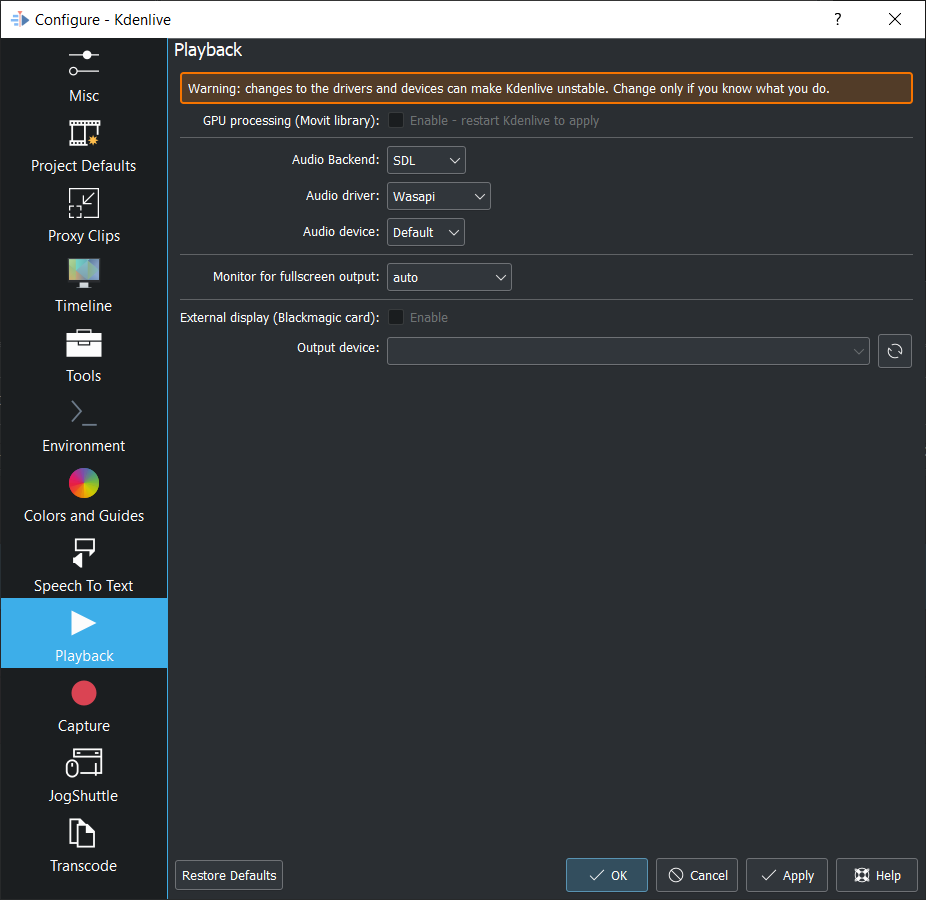 Configure - Kdenlive
?
Misc
Project Defaults
Proxy Clips
Timeline
Tools
Environment
Colors and Guides
Speech To Text
Playback
Capture
JogShuttle
Transcode
Playback
Warning: changes to the drivers and devices can make Kdenlive unstable. Change only if you know what you do.
GPU processing (Movit library): Enable - restart Kdenlive to apply
Audio Backend: SDL
Audio driver: Wasapi
Audio device: Default
Monitor for fullscreen output: auto
External display (Blackmagic card): Enable
Output device:
Restore Defaults OK Cancel Apply Help